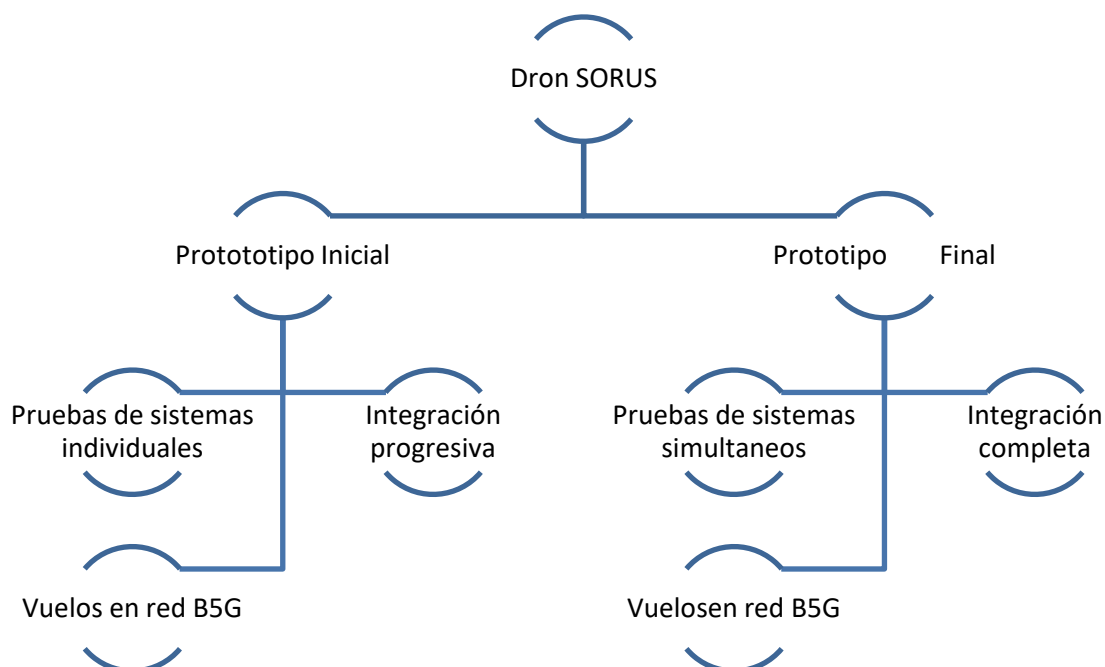 Dron SORUS
Protototipo Inicial
Prototipo Final
Pruebas de sistemas
individuales
Integración
progresiva
Pruebas de sistemas
simultaneos
Integración
completa
Vuelos en red B5G
Vuelosen red B5G